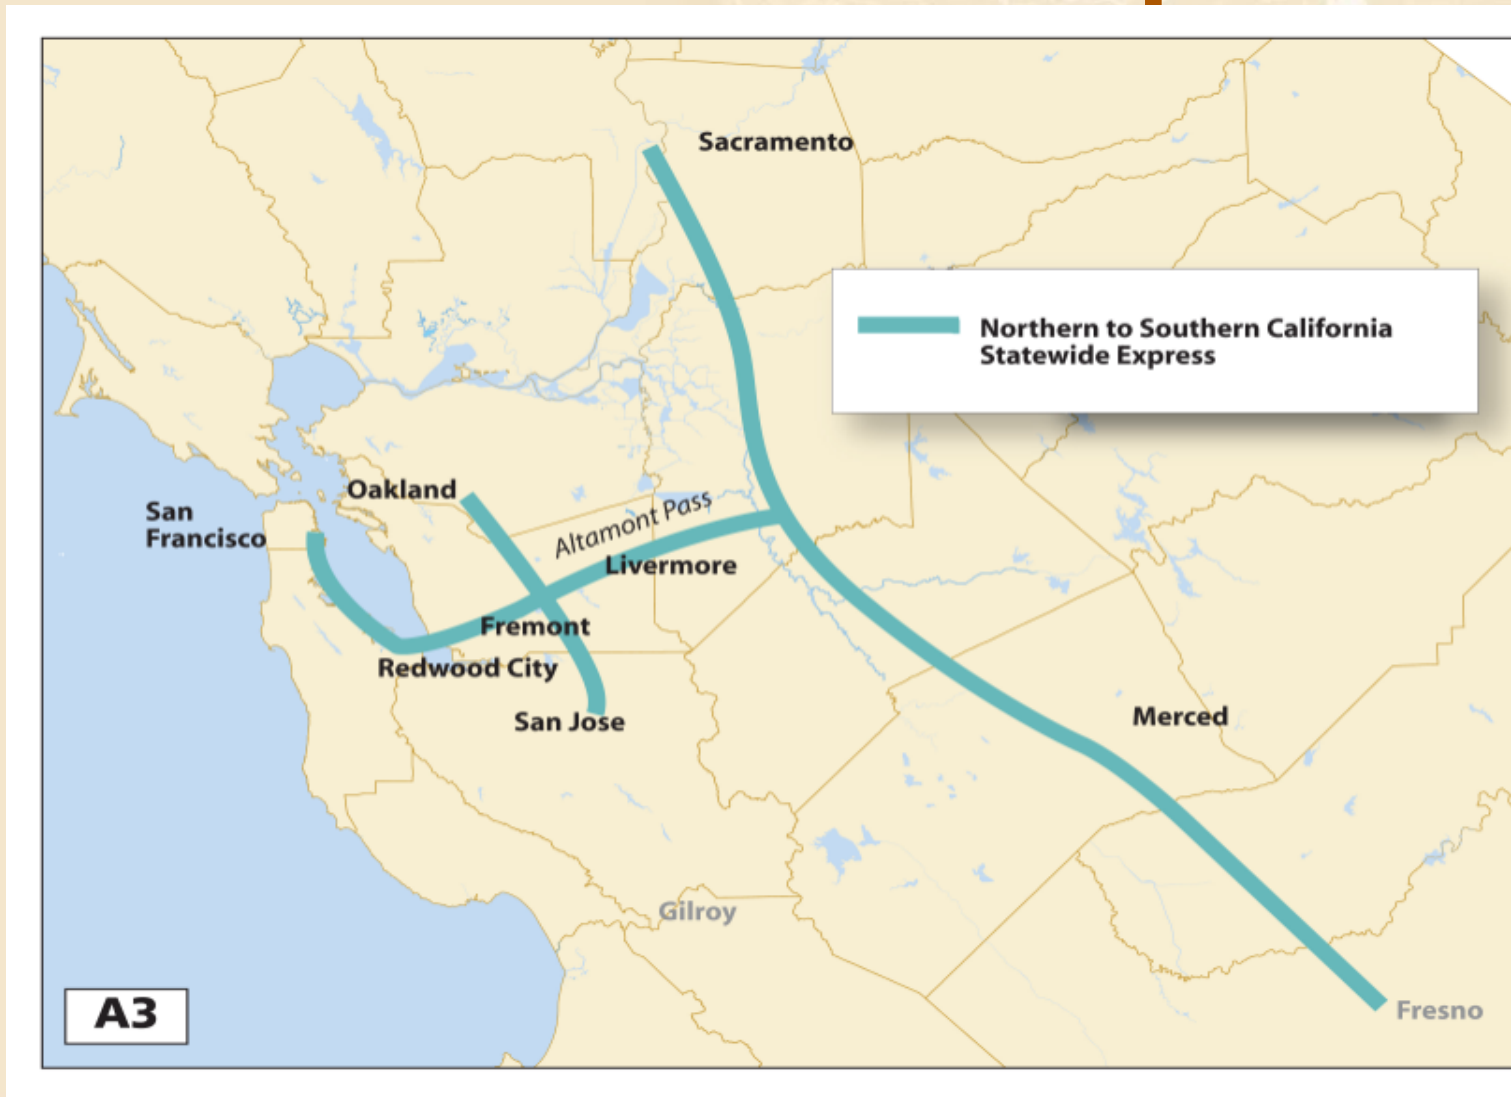 Sacramento
Northern to Southern California
Statewide Express
Oakland
San
Francisco
Altamont Pass
Livermore
Fremont
Redwood City
San Jose
Merced
Gilroy
Fresno
A3